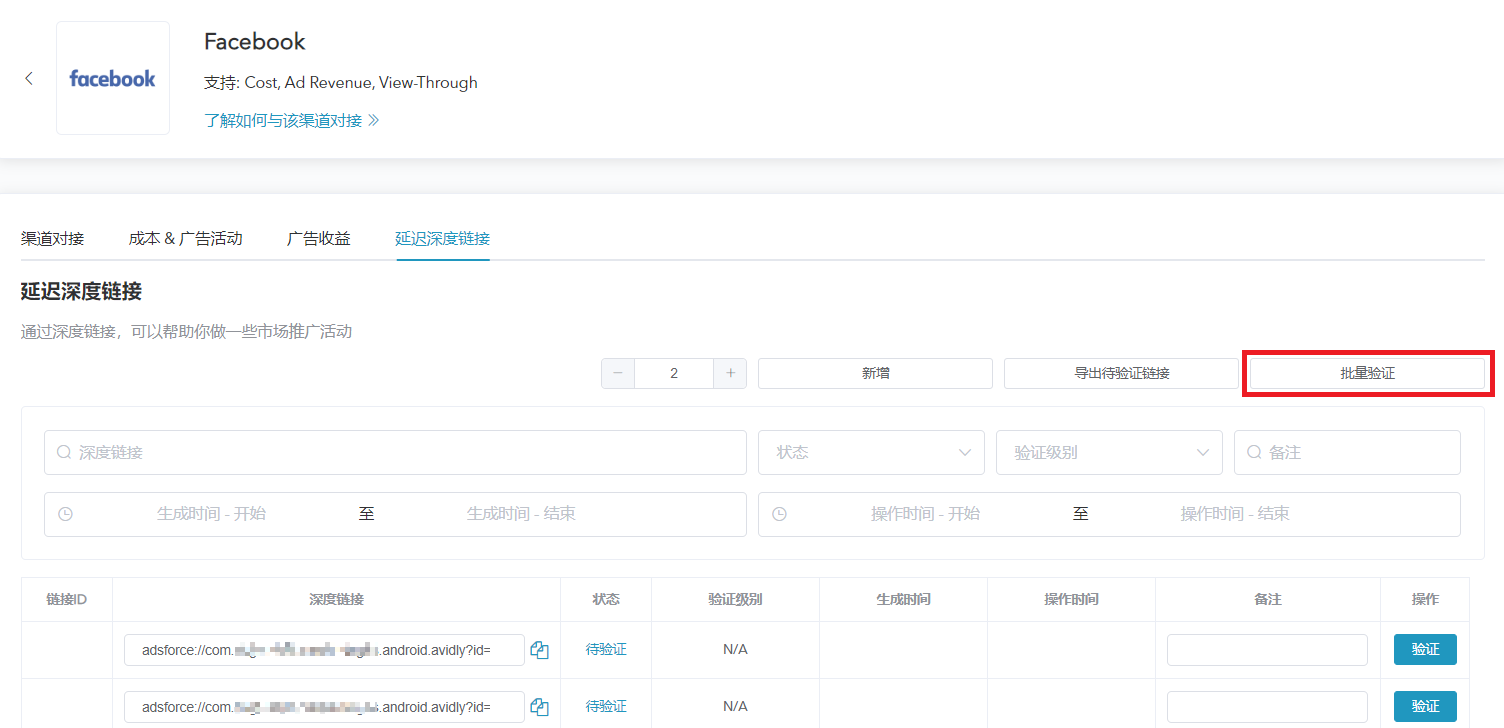 Facebook
facebook
支持: Cost, Ad Revenue, View-Through
了解如何与该渠道对接
渠道对接 成本 & 广告活动 广告收益 延迟深度链接
延迟深度链接
通过深度链接，可以帮助你做一些市场推广活动
− 2 + 新增 导出待验证链接 批量验证
深度链接 状态 验证级别 备注
生成时间 - 开始 至 生成时间 - 结束 操作时间 - 开始 至 操作时间 - 结束
链接ID 深度链接 状态 验证级别 生成时间 操作时间 备注 操作
adsforce://com. .android.avidly?id= 待验证 N/A 验证
adsforce://com. .android.avidly?id= 待验证 N/A 验证